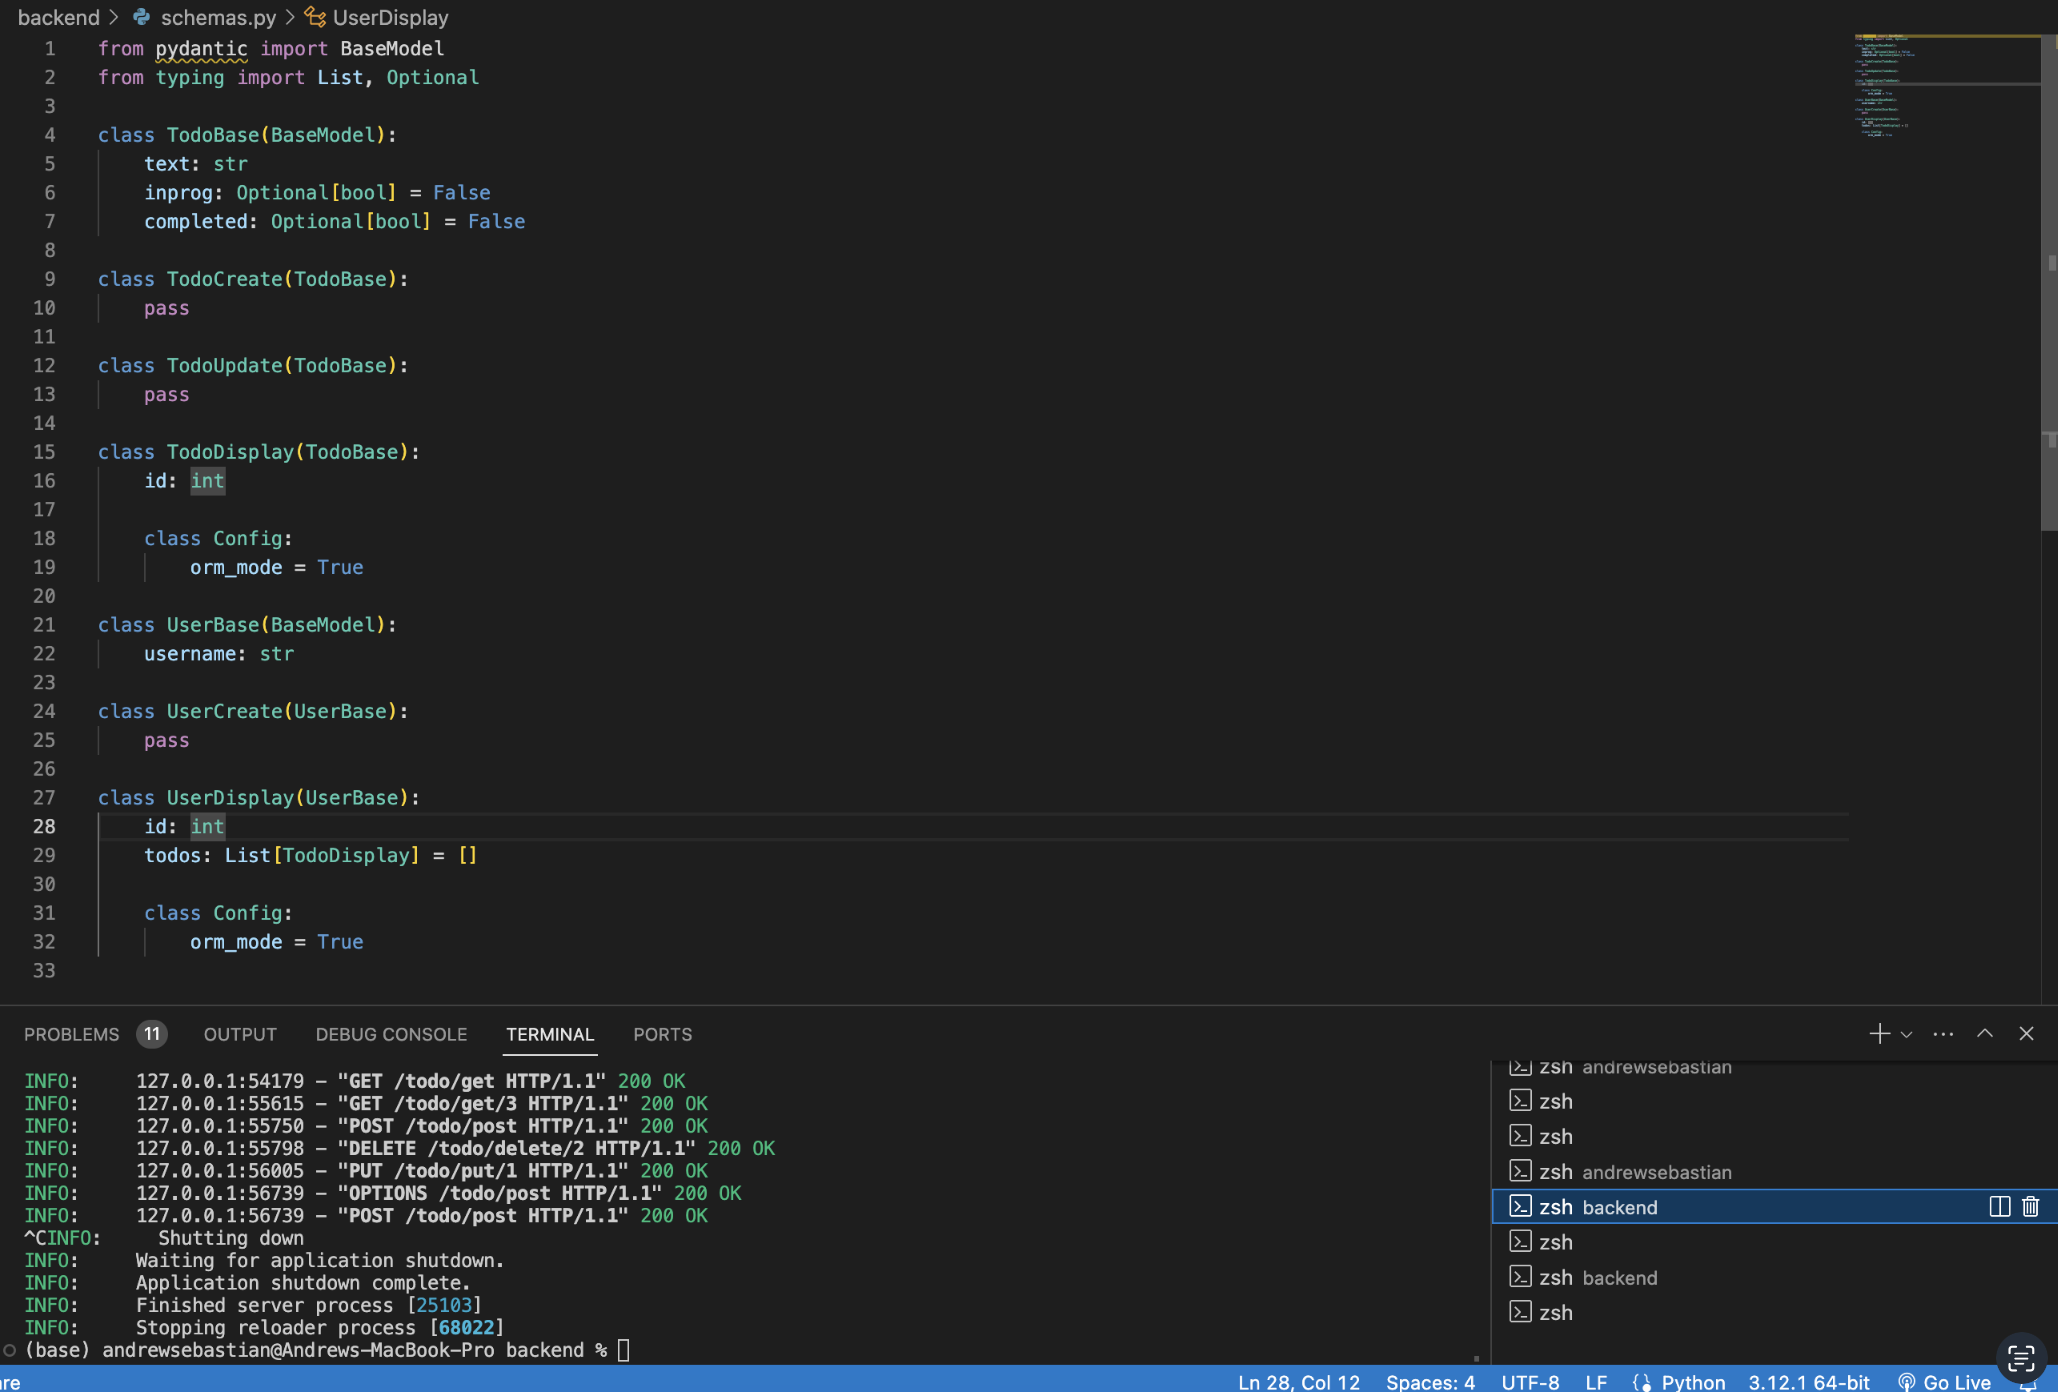 backend > schemas.py > UserDisplay
1 from pydantic import BaseModel
2 from typing import List, Optional
3
4 class TodoBase(BaseModel):
5     text: str
6     inprog: Optional[bool] = False
7     completed: Optional[bool] = False
8
9 class TodoCreate(TodoBase):
10     pass
11
12 class TodoUpdate(TodoBase):
13     pass
14
15 class TodoDisplay(TodoBase):
16     id: int
17
18     class Config:
19         orm_mode = True
20
21 class UserBase(BaseModel):
22     username: str
23
24 class UserCreate(UserBase):
25     pass
26
27 class UserDisplay(UserBase):
28     id: int
29     todos: List[TodoDisplay] = []
30
31     class Config:
32         orm_mode = True
33
PROBLEMS 11 OUTPUT DEBUG CONSOLE TERMINAL PORTS
INFO: 127.0.0.1:54179 - "GET /todo/get HTTP/1.1" 200 OK
INFO: 127.0.0.1:55615 - "GET /todo/get/3 HTTP/1.1" 200 OK
INFO: 127.0.0.1:55750 - "POST /todo/post HTTP/1.1" 200 OK
INFO: 127.0.0.1:55798 - "DELETE /todo/delete/2 HTTP/1.1" 200 OK
INFO: 127.0.0.1:56005 - "PUT /todo/put/1 HTTP/1.1" 200 OK
INFO: 127.0.0.1:56739 - "OPTIONS /todo/post HTTP/1.1" 200 OK
INFO: 127.0.0.1:56739 - "POST /todo/post HTTP/1.1" 200 OK
^CINFO: Shutting down
INFO: Waiting for application shutdown.
INFO: Application shutdown complete.
INFO: Finished server process [25103]
INFO: Stopping reloader process [68022]
(base) andrewsebastian@Andrews-MacBook-Pro backend %
zsh andrewsebastian
zsh
zsh
zsh andrewsebastian
zsh backend
zsh
zsh backend
zsh
Ln 28, Col 12 Spaces: 4 UTF-8 LF Python 3.12.1 64-bit Go Live